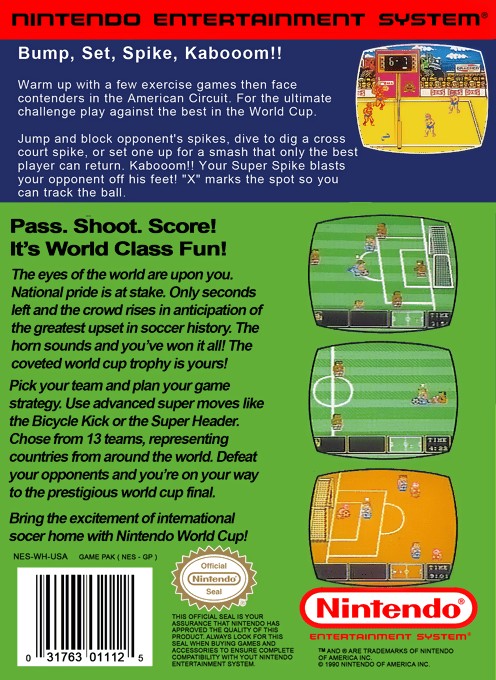 NINTENDO ENTERTAINMENT SYSTEM®
Bump, Set, Spike, Kabooom!!
Warm up with a few exercise games then face
contenders in the American Circuit. For the ultimate
challenge play against the best in the World Cup.
Jump and block opponent's spikes, dive to dig a cross
court spike, or set one up for a smash that only the best
player can return. Kabooom!! Your Super Spike blasts
your opponent off his feet! "X" marks the spot so you
can track the ball.
Pass. Shoot. Score!
It's World Class Fun!
The eyes of the world are upon you.
National pride is at stake. Only seconds
left and the crowd rises in anticipation of
the greatest upset in soccer history. The
horn sounds and you've won it all! The
coveted world cup trophy is yours!
Pick your team and plan your game
strategy. Use advanced super moves like
the Bicycle Kick or the Super Header.
Chose from 13 teams, representing
countries from around the world. Defeat
your opponents and you're on your way
to the prestigious world cup final.
Bring the excitement of international
soccer home with Nintendo World Cup!
TIME
TIME
4:22
TIME
3:01
NES-WH-USA GAME PAK ( NES - GP )
0 31763 01112 5
Official
Nintendo®
Seal
THIS OFFICIAL SEAL IS YOUR
ASSURANCE THAT NINTENDO HAS
APPROVED THE QUALITY OF THIS
PRODUCT. ALWAYS LOOK FOR THIS
SEAL WHEN BUYING GAMES AND
ACCESSORIES TO ENSURE COMPLETE
COMPATIBILITY WITH YOUT NINTENDO
ENTERTAINMENT SYSTEM.
Nintendo®
ENTERTAINMENT SYSTEM®
™ AND ® ARE TRADEMARKS OF NINTENDO
OF AMERICA INC.
© 1990 NINTENDO OF AMERICA INC.